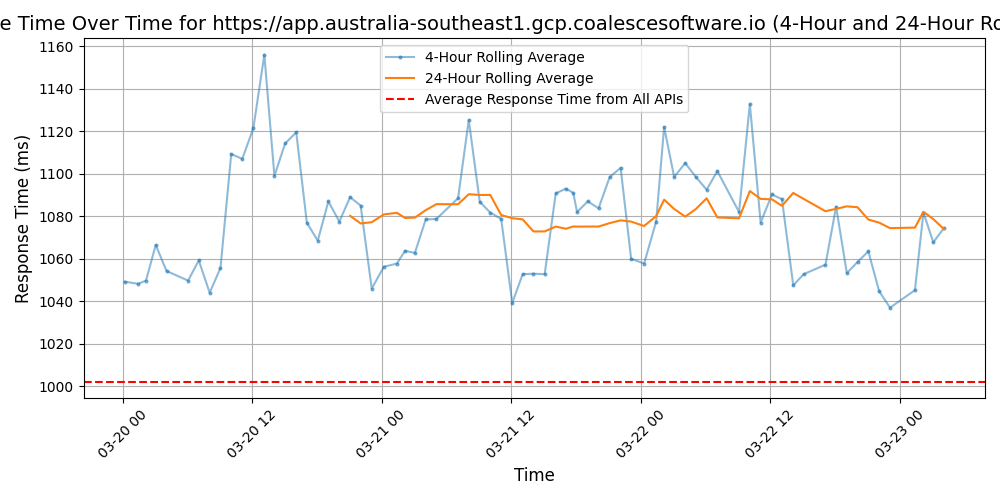 e Time Over Time for https://app.australia-southeast1.gcp.coalescesoftware.io (4-Hour and 24-Hour Ro
4-Hour Rolling Average
24-Hour Rolling Average
Average Response Time from All APIs
Response Time (ms)
1160
1140
1120
1100
1080
1060
1040
1020
1000
03-20 00
03-20 12
03-21 00
03-21 12
03-22 00
03-22 12
03-23 00
Time